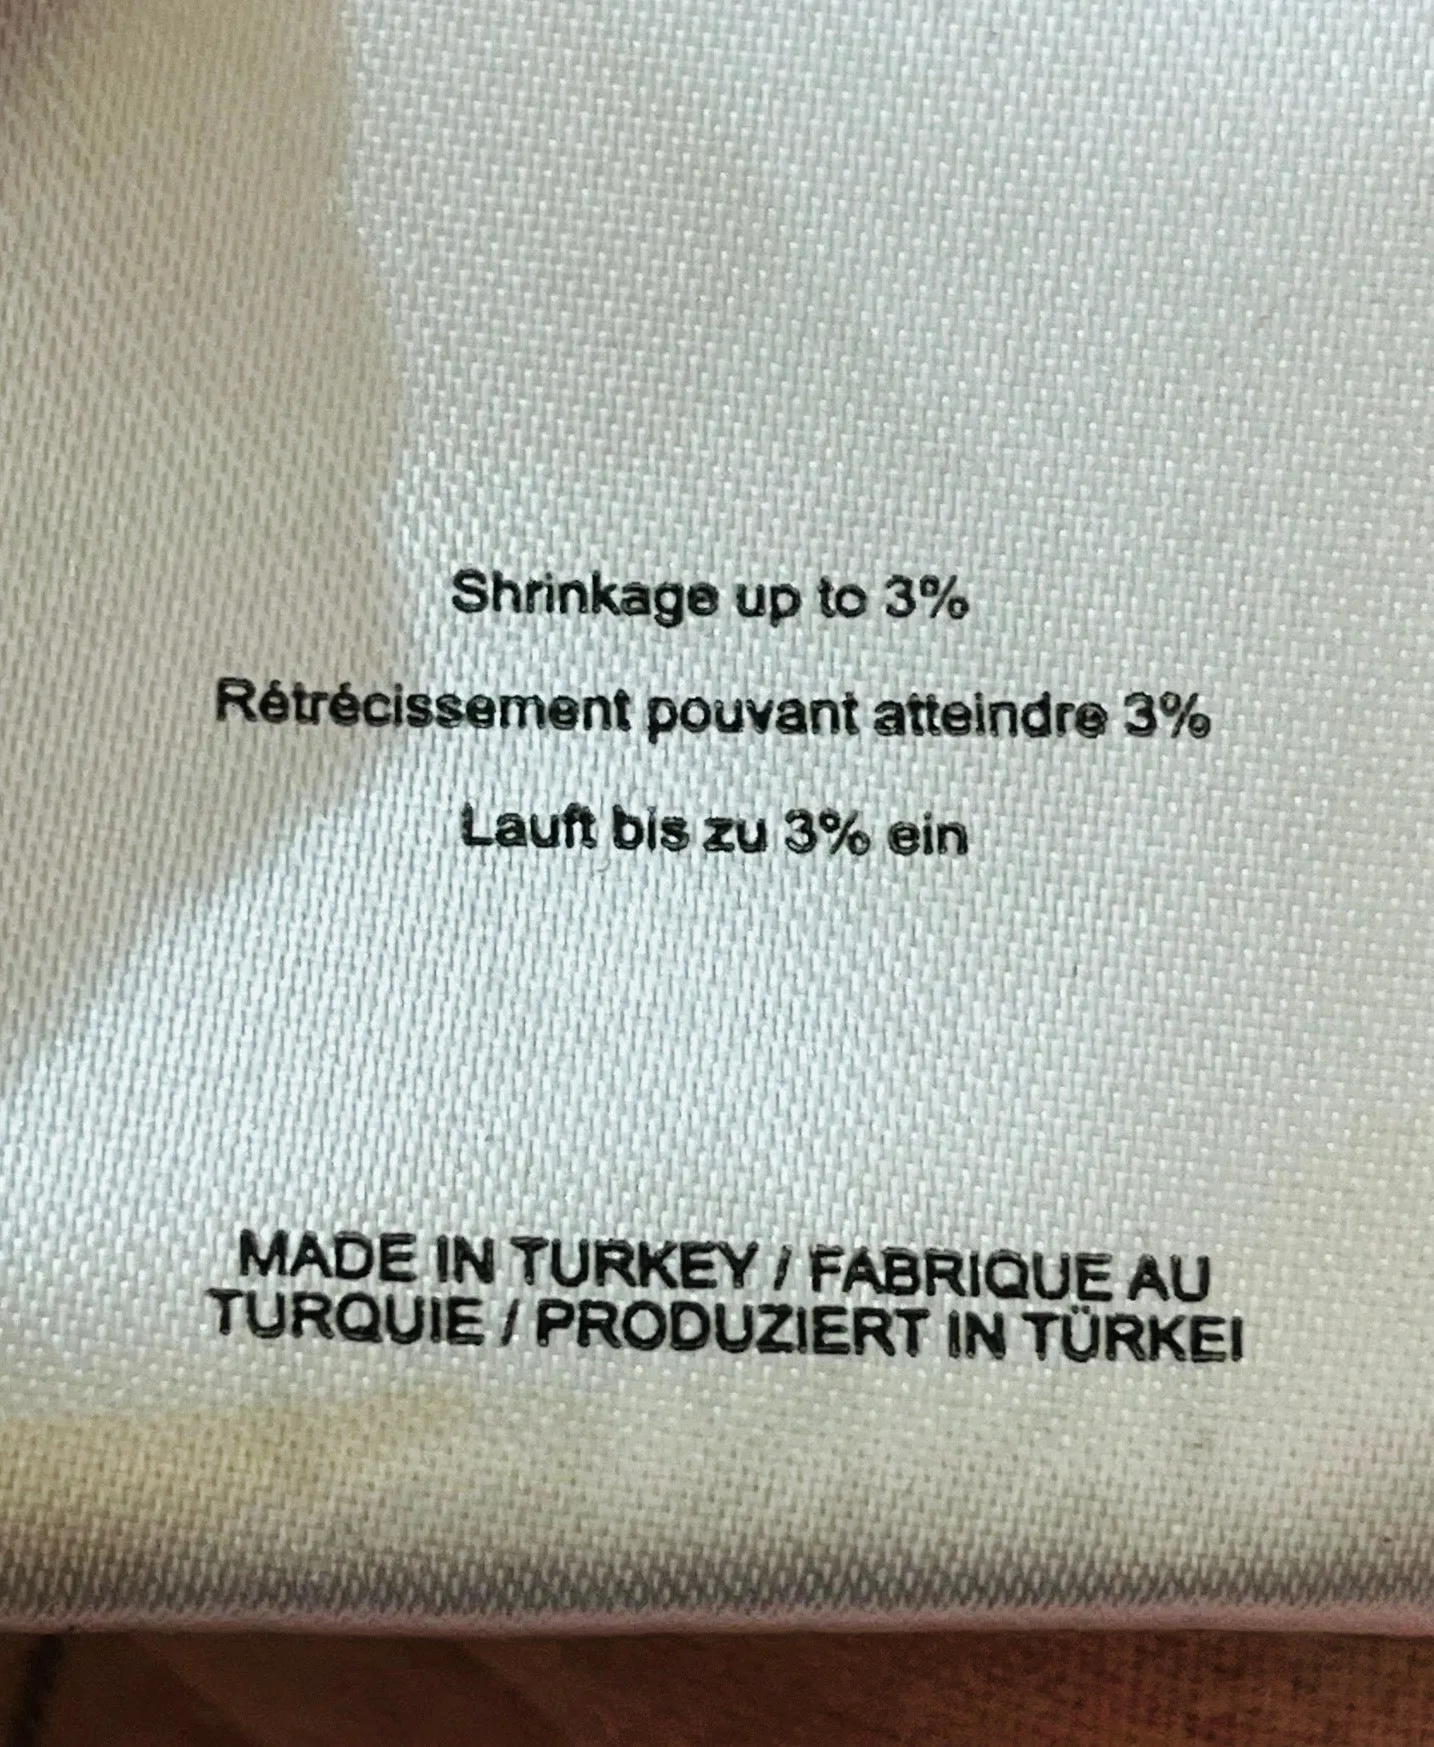 Shrinkage up to 3%
Rétrécissement pouvant atteindre 3%
Lauft bis zu 3% ein
MADE IN TURKEY / FABRIQUE AU
TURQUIE / PRODUZIERT IN TÜRKEI